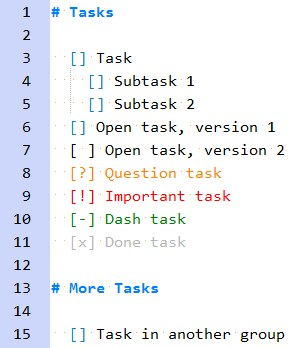 1 # Tasks
2
3 [] Task
4 [] Subtask 1
5 [] Subtask 2
6 [] Open task, version 1
7 [ ] Open task, version 2
8 [?] Question task
9 [!] Important task
10 [-] Dash task
11 [x] Done task
12
13 # More Tasks
14
15 [] Task in another group